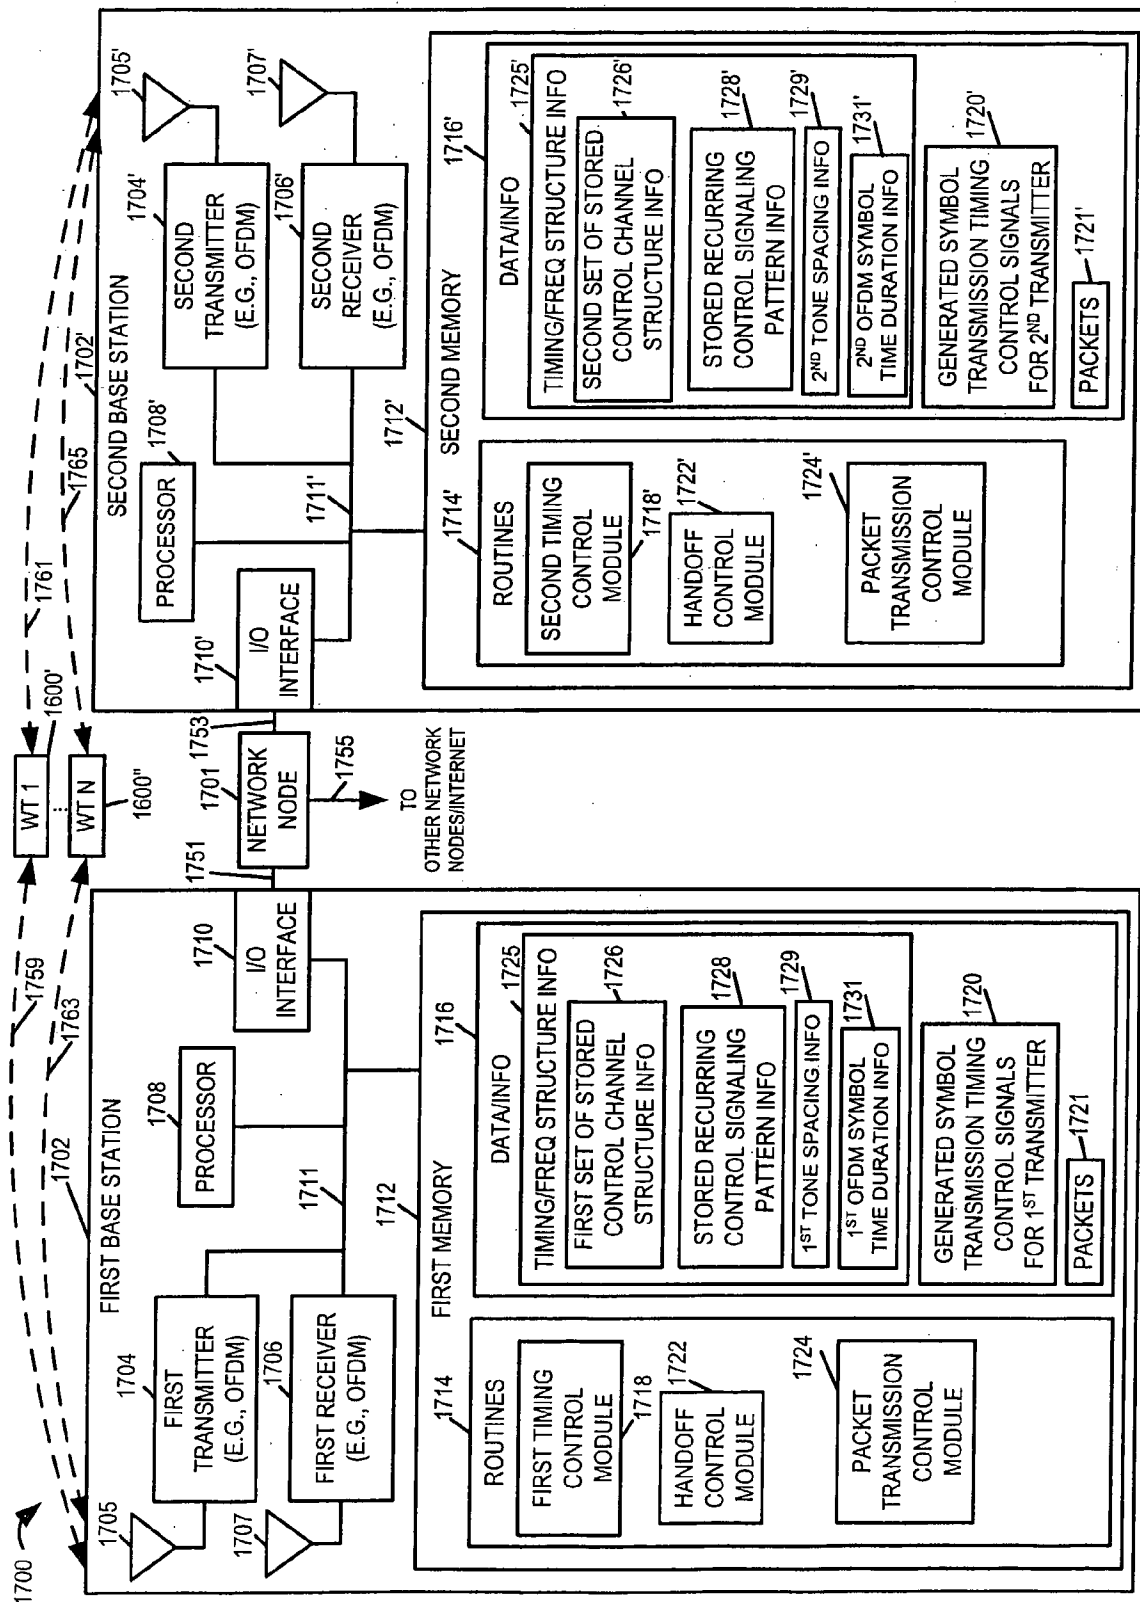 1700
1702
1759
1763
WT 1
1600'
⋮
WT N
1600"
1761
1765
1702'
FIRST BASE STATION
1705
1704
FIRST
TRANSMITTER
(E.G., OFDM)
1707
1706
FIRST RECEIVER
(E.G., OFDM)
1708
PROCESSOR
1711
1710
I/O
INTERFACE
1751
1701
NETWORK
NODE
1753
1755
TO
OTHER NETWORK
NODES/INTERNET
1712
FIRST MEMORY
1714
ROUTINES
FIRST TIMING
CONTROL
MODULE
1718
1722
HANDOFF
CONTROL
MODULE
1724
PACKET
TRANSMISSION
CONTROL
MODULE
1716
DATA/INFO
1725
TIMING/FREQ STRUCTURE INFO
1726
FIRST SET OF STORED
CONTROL CHANNEL
STRUCTURE INFO
1728
STORED RECURRING
CONTROL SIGNALING
PATTERN INFO
1729
1ST TONE SPACING INFO
1731
1ST OFDM SYMBOL
TIME DURATION INFO
1720
GENERATED SYMBOL
TRANSMISSION TIMING
CONTROL SIGNALS
FOR 1ST TRANSMITTER
1721
PACKETS
SECOND BASE STATION
1710'
I/O
INTERFACE
1708'
PROCESSOR
1711'
1704'
SECOND
TRANSMITTER
(E.G., OFDM)
1705'
1706'
SECOND
RECEIVER
(E.G., OFDM)
1707'
1712'
SECOND MEMORY
1714'
ROUTINES
SECOND TIMING
CONTROL
MODULE
1718'
1722'
HANDOFF
CONTROL
MODULE
1724'
PACKET
TRANSMISSION
CONTROL
MODULE
1716'
DATA/INFO
1725'
TIMING/FREQ STRUCTURE INFO
1726'
SECOND SET OF STORED
CONTROL CHANNEL
STRUCTURE INFO
1728'
STORED RECURRING
CONTROL SIGNALING
PATTERN INFO
1729'
2ND TONE SPACING INFO
1731'
2ND OFDM SYMBOL
TIME DURATION INFO
1720'
GENERATED SYMBOL
TRANSMISSION TIMING
CONTROL SIGNALS
FOR 2ND TRANSMITTER
1721'
PACKETS